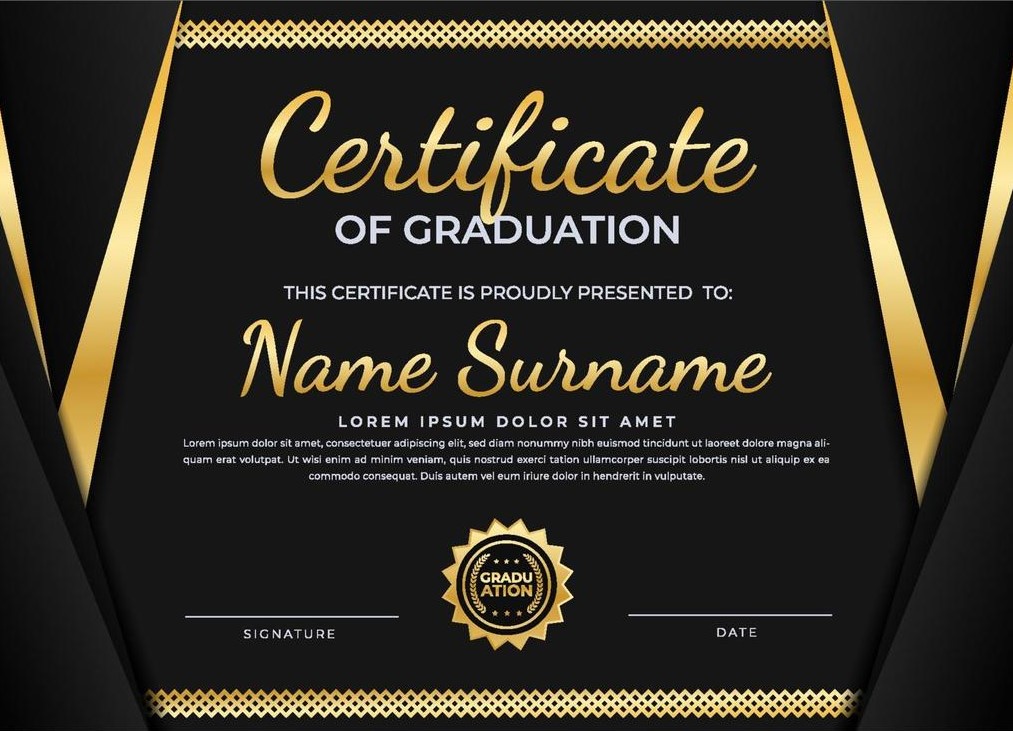 Certificate
OF GRADUATION
THIS CERTIFICATE IS PROUDLY PRESENTED TO:
Name Surname
LOREM IPSUM DOLOR SIT AMET
Lorem ipsum dolor sit amet, consectetuer adipiscing elit, sed diam nonummy nibh euismod tincidunt ut laoreet dolore magna ali-
quam erat volutpat. Ut wisi enim ad minim veniam, quis nostrud exerci tation ullamcorper suscipit lobortis nisl ut aliquip ex ea
commodo consequat. Duis autem vel eum iriure dolor in hendrerit in vulputate.
GRADU
ATION
SIGNATURE
DATE